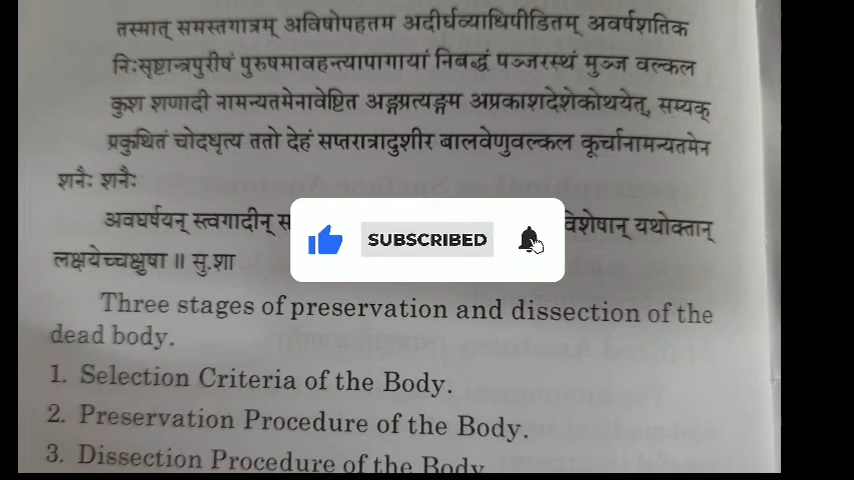 तस्मात् समस्तगात्रम् अविषोपहतम अदीर्घव्याधिपीडितम् अवर्षशतिक
निःसृष्टान्त्रपुरीषं पुरुषमावहन्त्यापागायां निबद्धं पञ्जरस्थं मुञ्ज वल्कल
कुश शणादी नामन्यतमेनावेष्टित अङ्गप्रत्यङ्गम अप्रकाशदेशेकोथयेत्, सम्यक्
प्रकुथितं चोदधृत्य ततो देहं सप्तरात्रादुशीर बालवेणुवल्कल कूर्चानामन्यतमेन
शनैः शनैः
अवघर्षयन् स्त्वगादीन् विशेषान् यथोक्तान्
SUBSCRIBED
लक्षयेच्चक्षुषा ॥ सु.शा
Three stages of preservation and dissection of the
dead body.
1. Selection Criteria of the Body.
2. Preservation Procedure of the Body.
3. Dissection Procedure of the Body